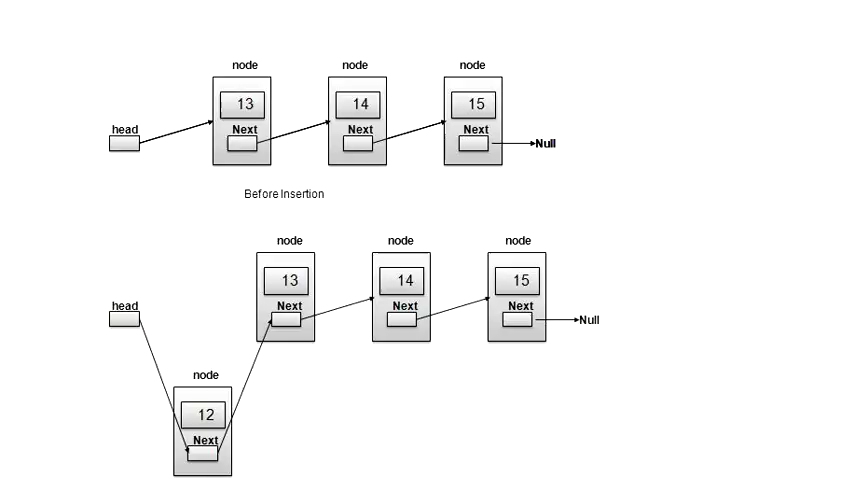 node node node
13 14 15
head Next Next Next
Null
Before Insertion
node node node
13 14 15
head Next Next Next
Null
node
12
Next